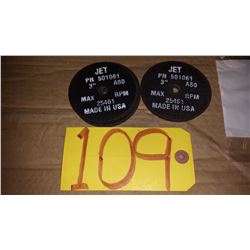 JET
PN 501061
3" A60
MAX RPM
25461
MADE IN USA
JET
PN 501061
3" A60
MAX RPM
25461
MADE IN USA
109